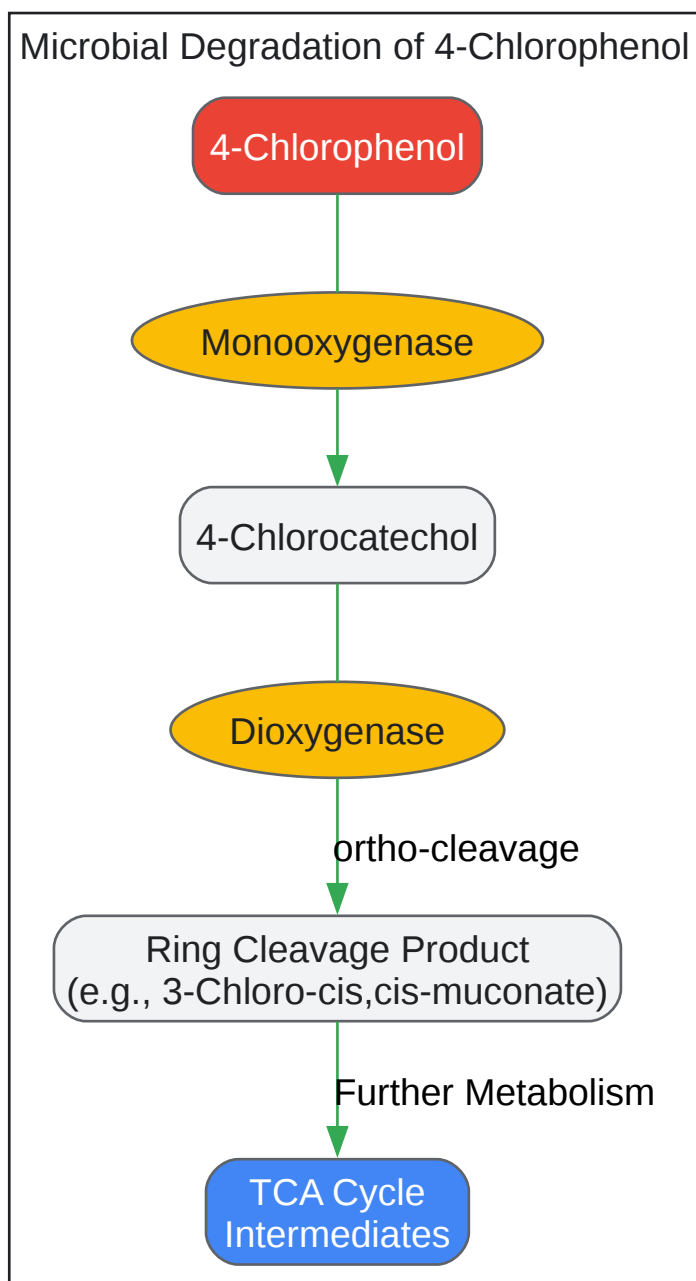 Microbial Degradation of 4-Chlorophenol
4-Chlorophenol
Monooxygenase
4-Chlorocatechol
Dioxygenase
ortho-cleavage
Ring Cleavage Product
(e.g., 3-Chloro-cis,cis-muconate)
Further Metabolism
TCA Cycle
Intermediates